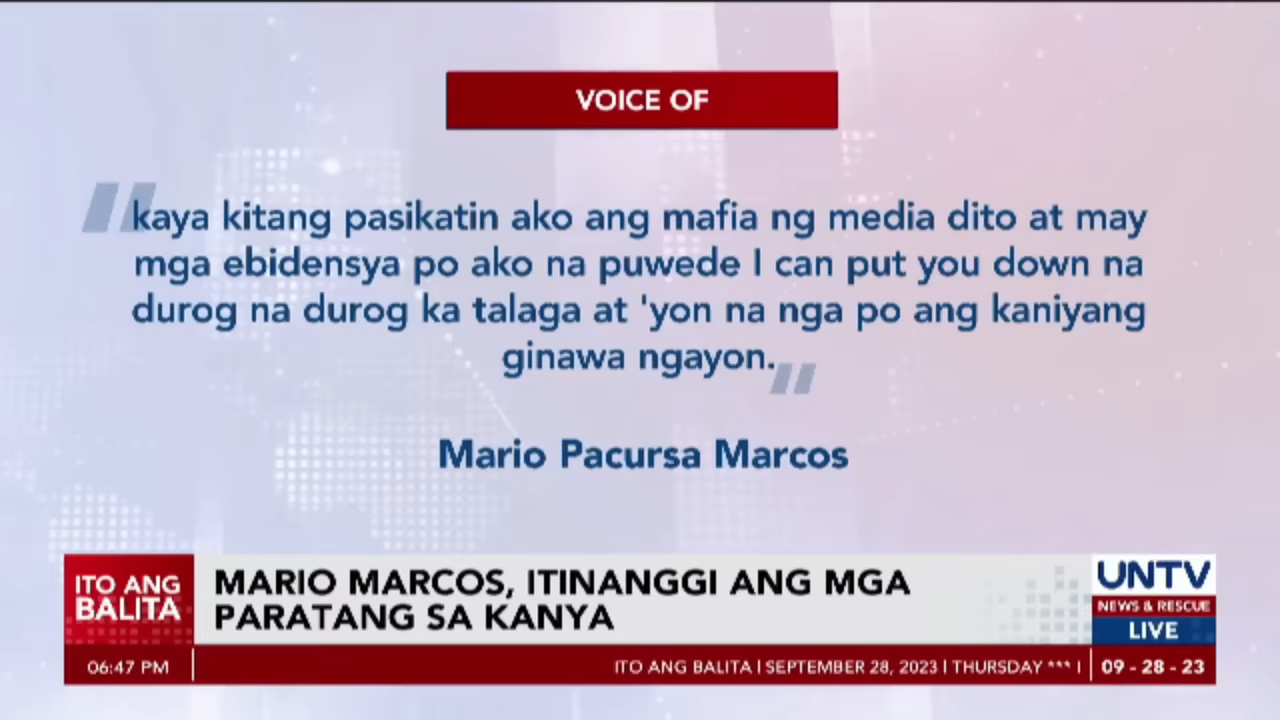 VOICE OF
"kaya kitang pasikatin ako ang mafia ng media dito at may
mga ebidensya po ako na puwede I can put you down na
durog na durog ka talaga at 'yon na nga po ang kaniyang
ginawa ngayon."
Mario Pacursa Marcos
ITO ANG
BALITA
MARIO MARCOS, ITINANGGI ANG MGA
PARATANG SA KANYA
UNTV
NEWS & RESCUE
LIVE
06:47 PM
ITO ANG BALITA | SEPTEMBER 28, 2023 | THURSDAY *** |
09 - 28 - 23